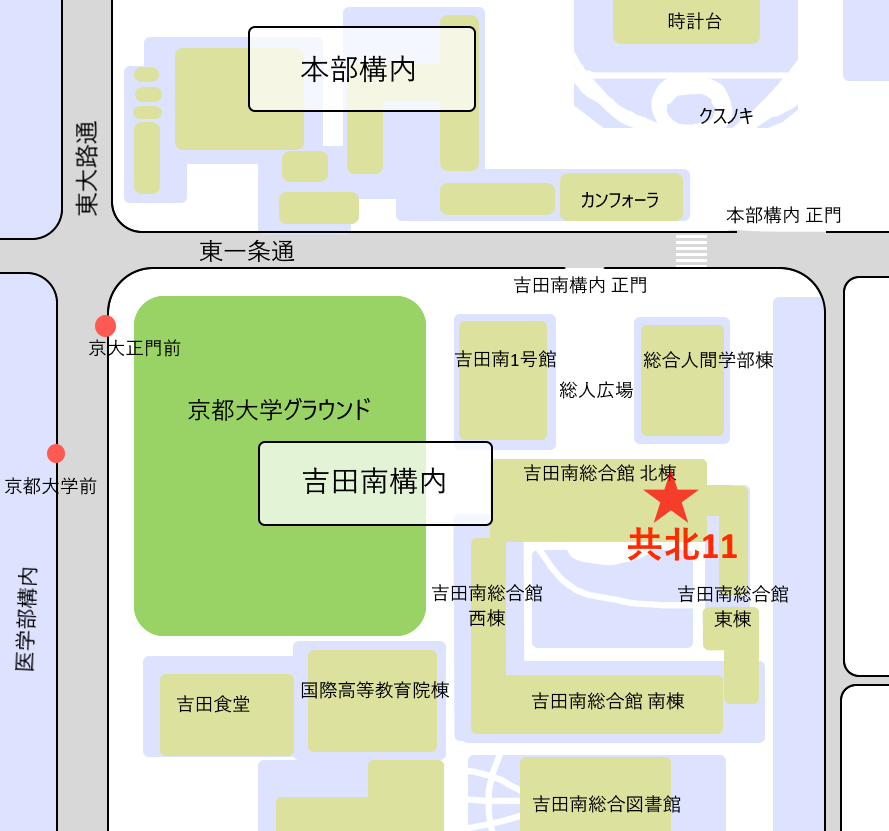 時計台
本部構内
クスノキ
東大路通
カンフォーラ
本部構内 正門
東一条通
吉田南構内 正門
京大正門前
吉田南1号館
総合人間学部棟
総人広場
京都大学グラウンド
吉田南構内
吉田南総合館 北棟
京都大学前
共北11
医学部構内
吉田南総合館
西棟
吉田南総合館
東棟
国際高等教育院棟
吉田食堂
吉田南総合館 南棟
吉田南総合図書館